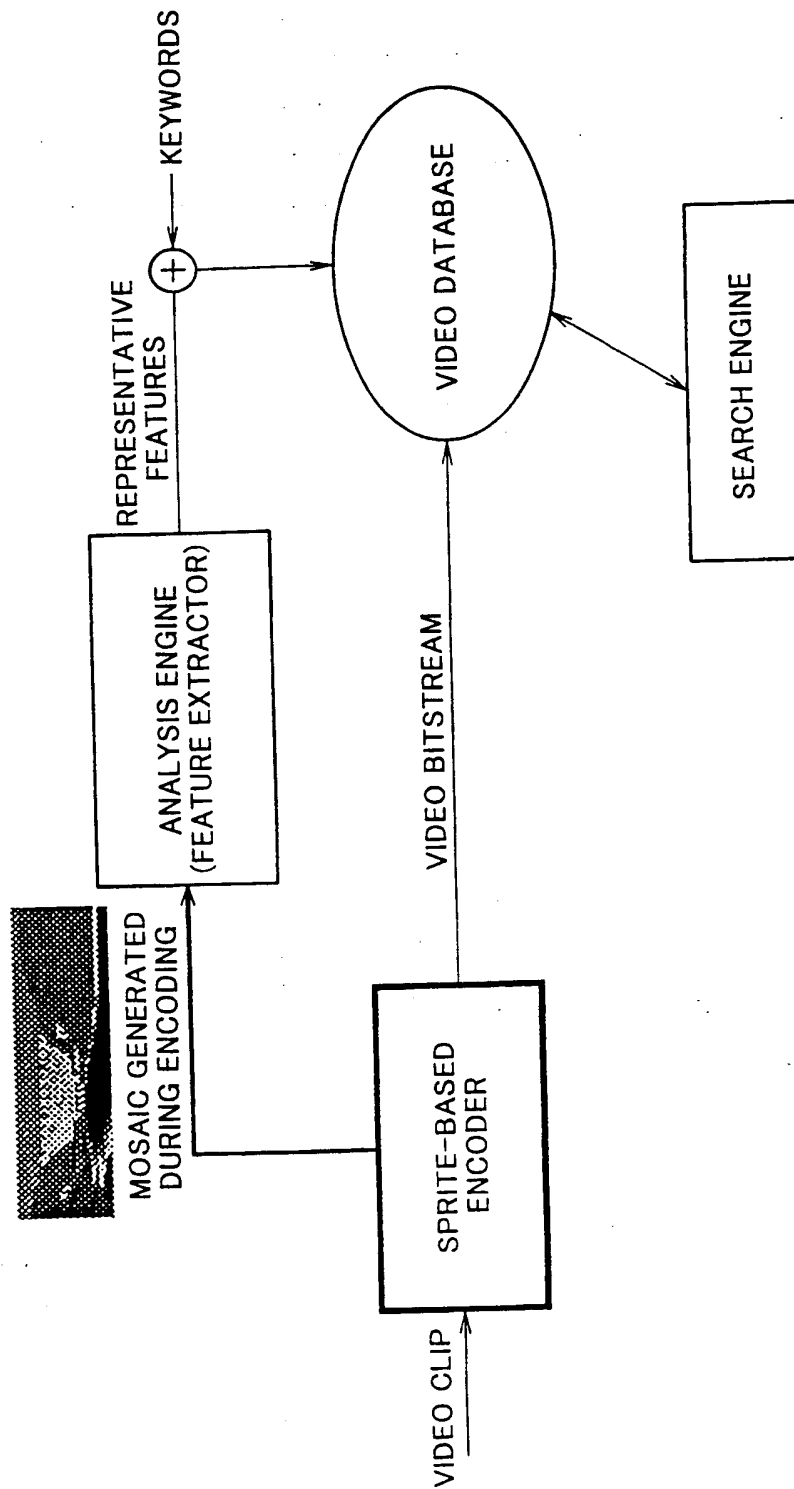 MOSAIC GENERATED
DURING ENCODING
REPRESENTATIVE
FEATURES
KEYWORDS
ANALYSIS ENGINE
(FEATURE EXTRACTOR)
+
VIDEO CLIP
SPRITE-BASED
ENCODER
VIDEO BITSTREAM
VIDEO DATABASE
SEARCH ENGINE